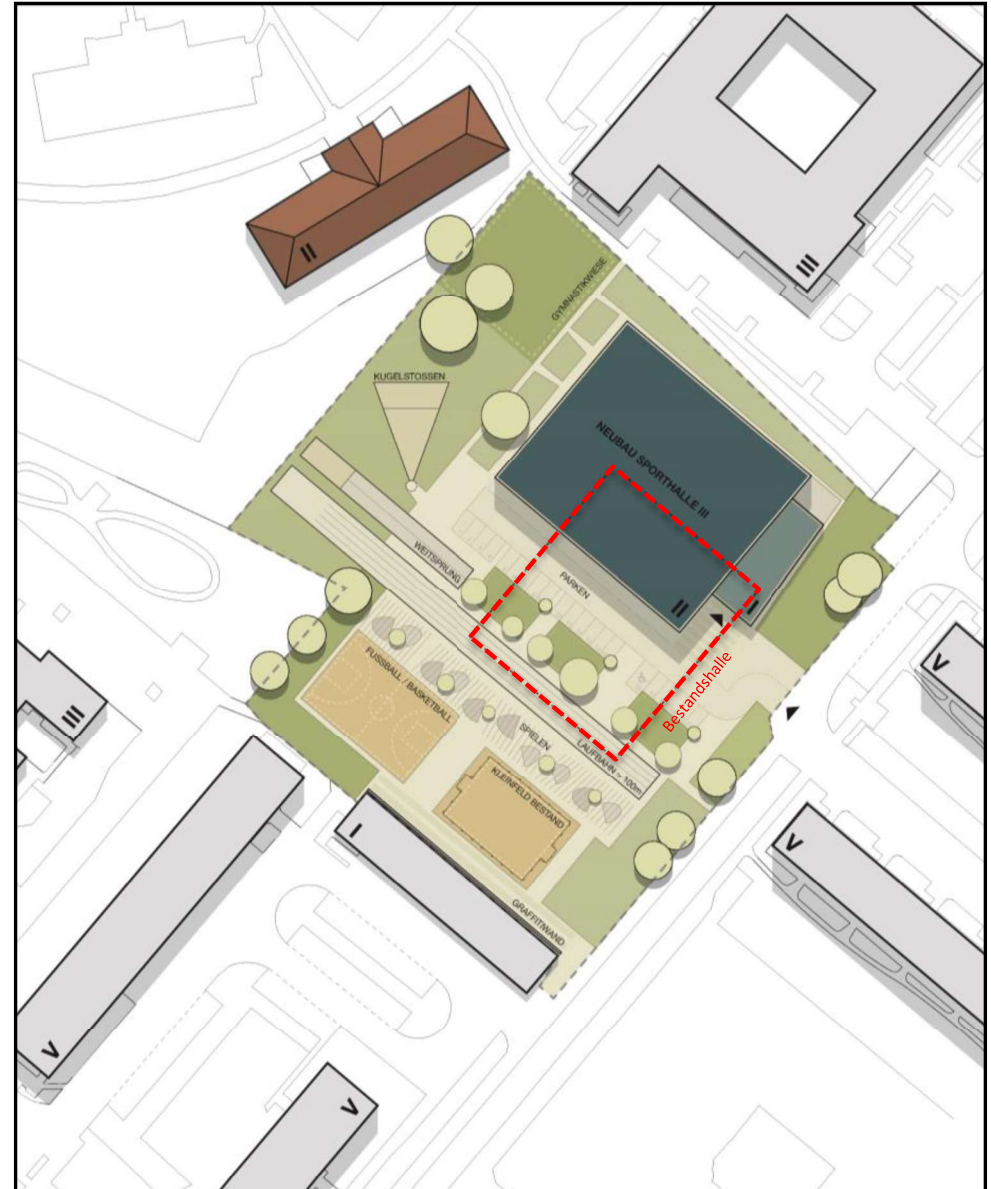 II
III
GYMNASTIKWIESE
KUGELSTOSSEN
NEUBAU SPORTHALLE III
WEITSPRUNG
PARKEN
II
I
Bestandshalle
V
III
FUSSBALL / BASKETBALL
SPIELEN
LAUFBAHN > 100m
KLEINFELD BESTAND
I
V
GRAFFITIWAND
V
V